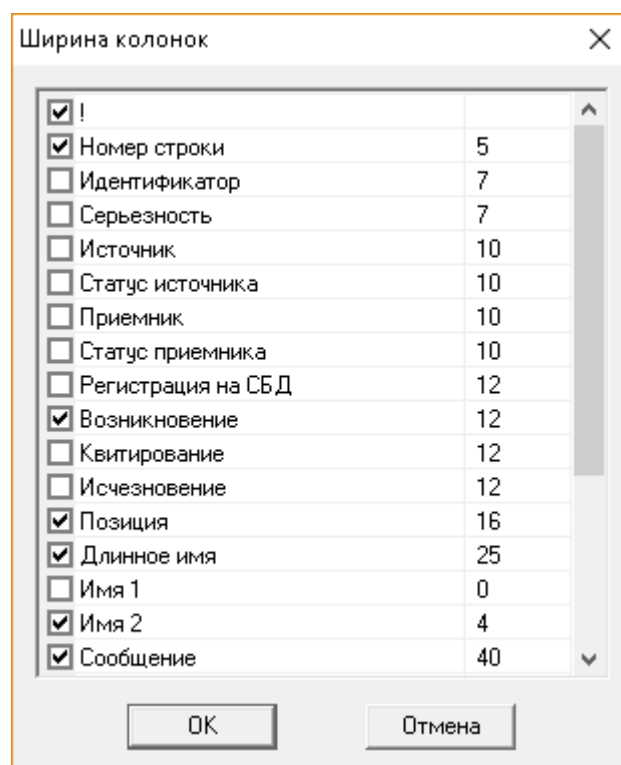 Ширина колонок
!
Номер строки 5
Идентификатор 7
Серьезность 7
Источник 10
Статус источника 10
Приемник 10
Статус приемника 10
Регистрация на СБД 12
Возникновение 12
Квитирование 12
Исчезновение 12
Позиция 16
Длинное имя 25
Имя 1 0
Имя 2 4
Сообщение 40
OK Отмена